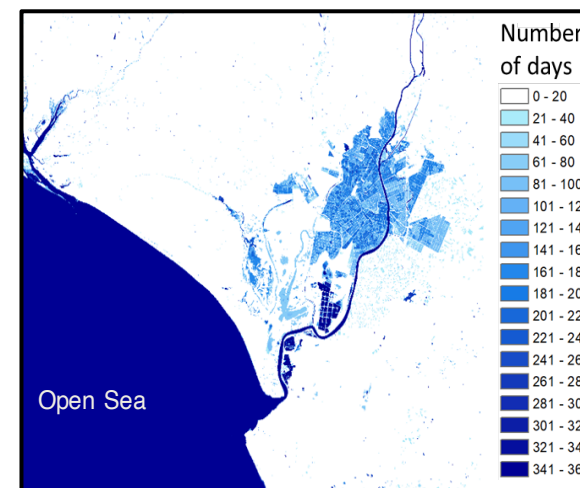 Number
of days
0 - 20
21 - 40
41 - 60
61 - 80
81 - 100
101 - 12
121 - 14
141 - 16
161 - 18
181 - 20
201 - 22
221 - 24
241 - 26
261 - 28
281 - 30
301 - 32
321 - 34
341 - 36
Open Sea